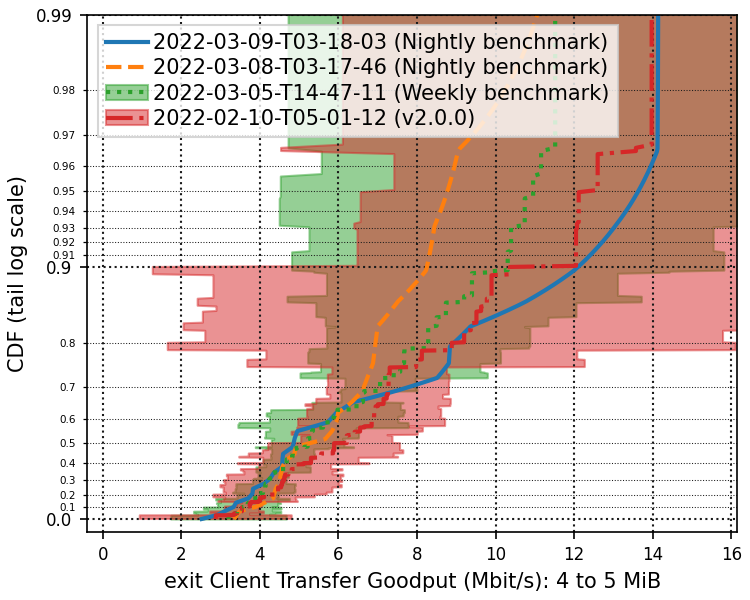 0.99
2022-03-09-T03-18-03 (Nightly benchmark)
2022-03-08-T03-17-46 (Nightly benchmark)
2022-03-05-T14-47-11 (Weekly benchmark)
2022-02-10-T05-01-12 (v2.0.0)
0.98
0.97
0.96
0.95
0.94
0.93
0.92
0.91
0.9
0.8
0.7
0.6
0.5
0.4
0.3
0.2
0.1
0.0
CDF (tail log scale)
0 2 4 6 8 10 12 14 16
exit Client Transfer Goodput (Mbit/s): 4 to 5 MiB